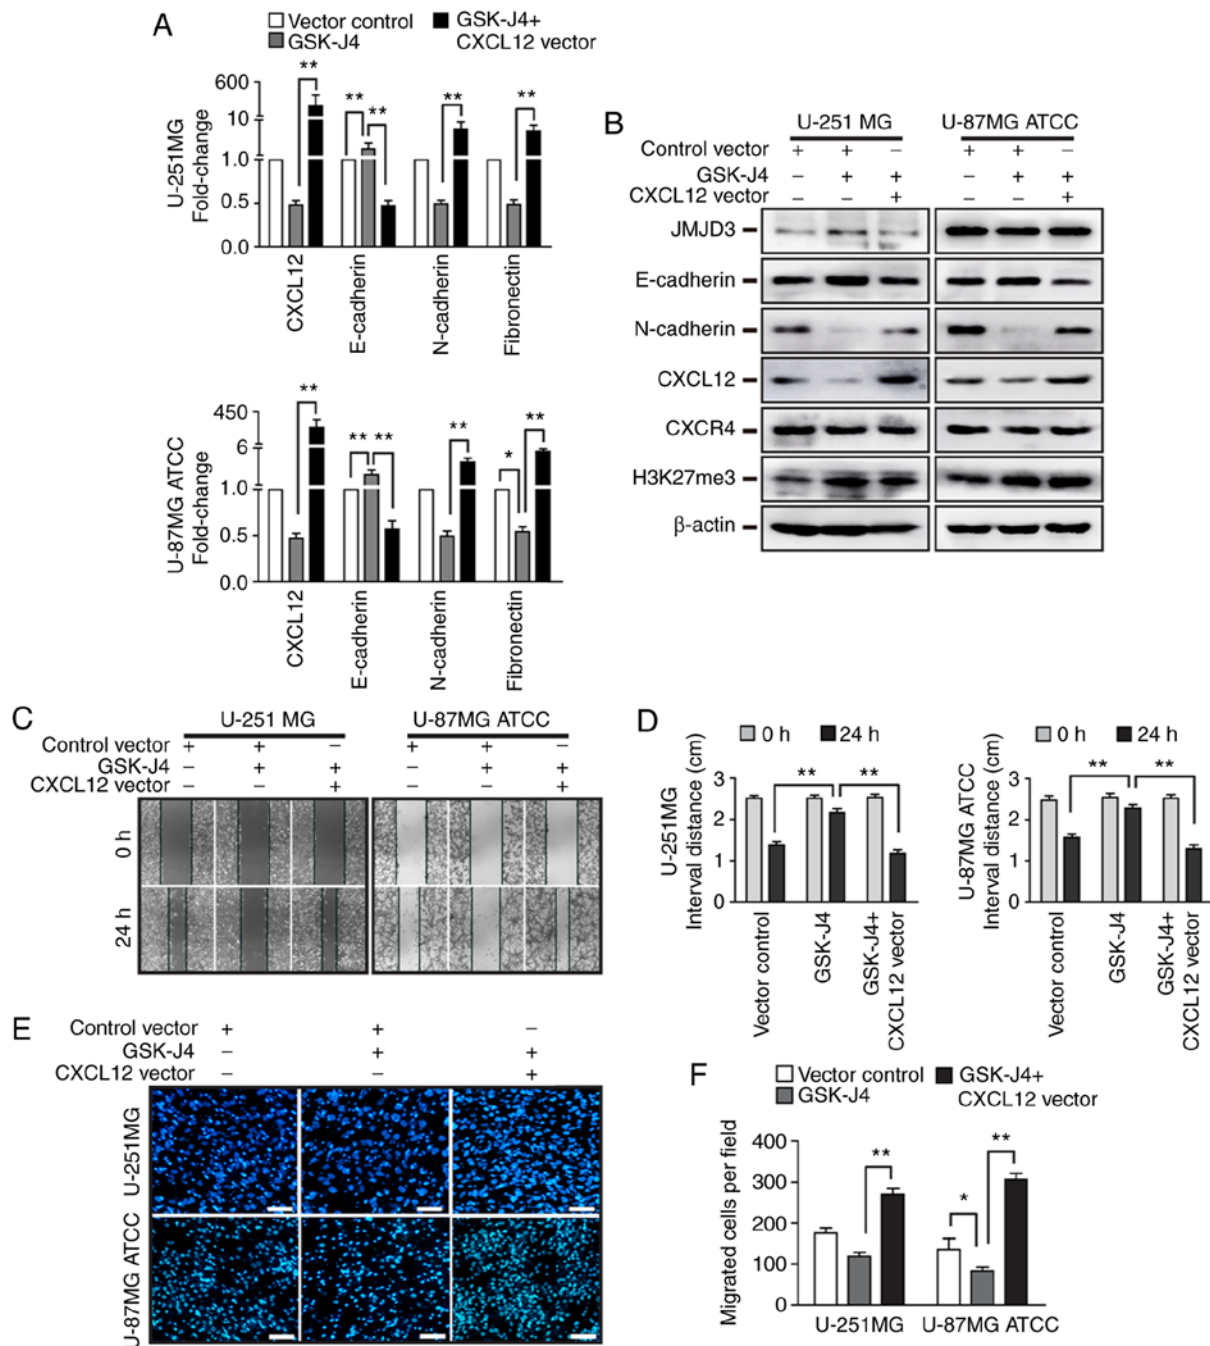 A
Vector control
GSK-J4
GSK-J4+
CXCL12 vector
U-251MG
Fold-change
600
10
1.0
0.5
0.0
** ** ** ** **
CXCL12
E-cadherin
N-cadherin
Fibronectin
U-87MG ATCC
Fold-change
450
6
1.0
0.5
0.0
** ** ** ** * **
CXCL12
E-cadherin
N-cadherin
Fibronectin
B
U-251 MG U-87MG ATCC
Control vector + + – + + –
GSK-J4 – + + – + +
CXCL12 vector – – + – – +
JMJD3
E-cadherin
N-cadherin
CXCL12
CXCR4
H3K27me3
β-actin
C
U-251 MG U-87MG ATCC
Control vector + + – + + –
GSK-J4 – + + – + +
CXCL12 vector – – + – – +
0 h
24 h
D
0 h 24 h
U-251MG
Interval distance (cm)
3
2
1
0
** **
Vector control
GSK-J4
GSK-J4+
CXCL12 vector
0 h 24 h
U-87MG ATCC
Interval distance (cm)
3
2
1
0
** **
Vector control
GSK-J4
GSK-J4+
CXCL12 vector
E
Control vector + + –
GSK-J4 – + +
CXCL12 vector – – +
U-251MG
U-87MG ATCC
F
Vector control
GSK-J4
GSK-J4+
CXCL12 vector
Migrated cells per field
400
300
200
100
0
** * **
U-251MG U-87MG ATCC